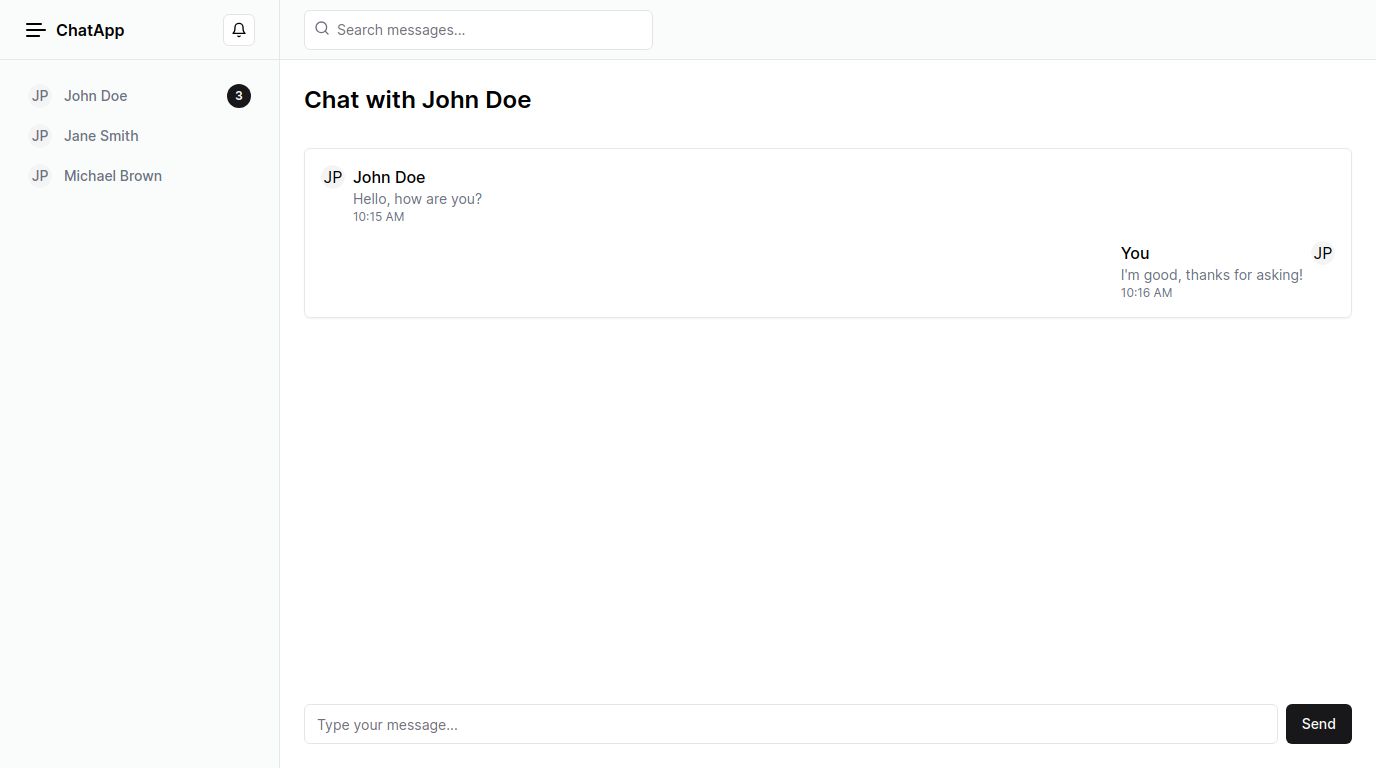 ChatApp
Search messages...
JP John Doe 3
JP Jane Smith
JP Michael Brown
Chat with John Doe
JP John Doe
Hello, how are you?
10:15 AM
You JP
I'm good, thanks for asking!
10:16 AM
Type your message...
Send